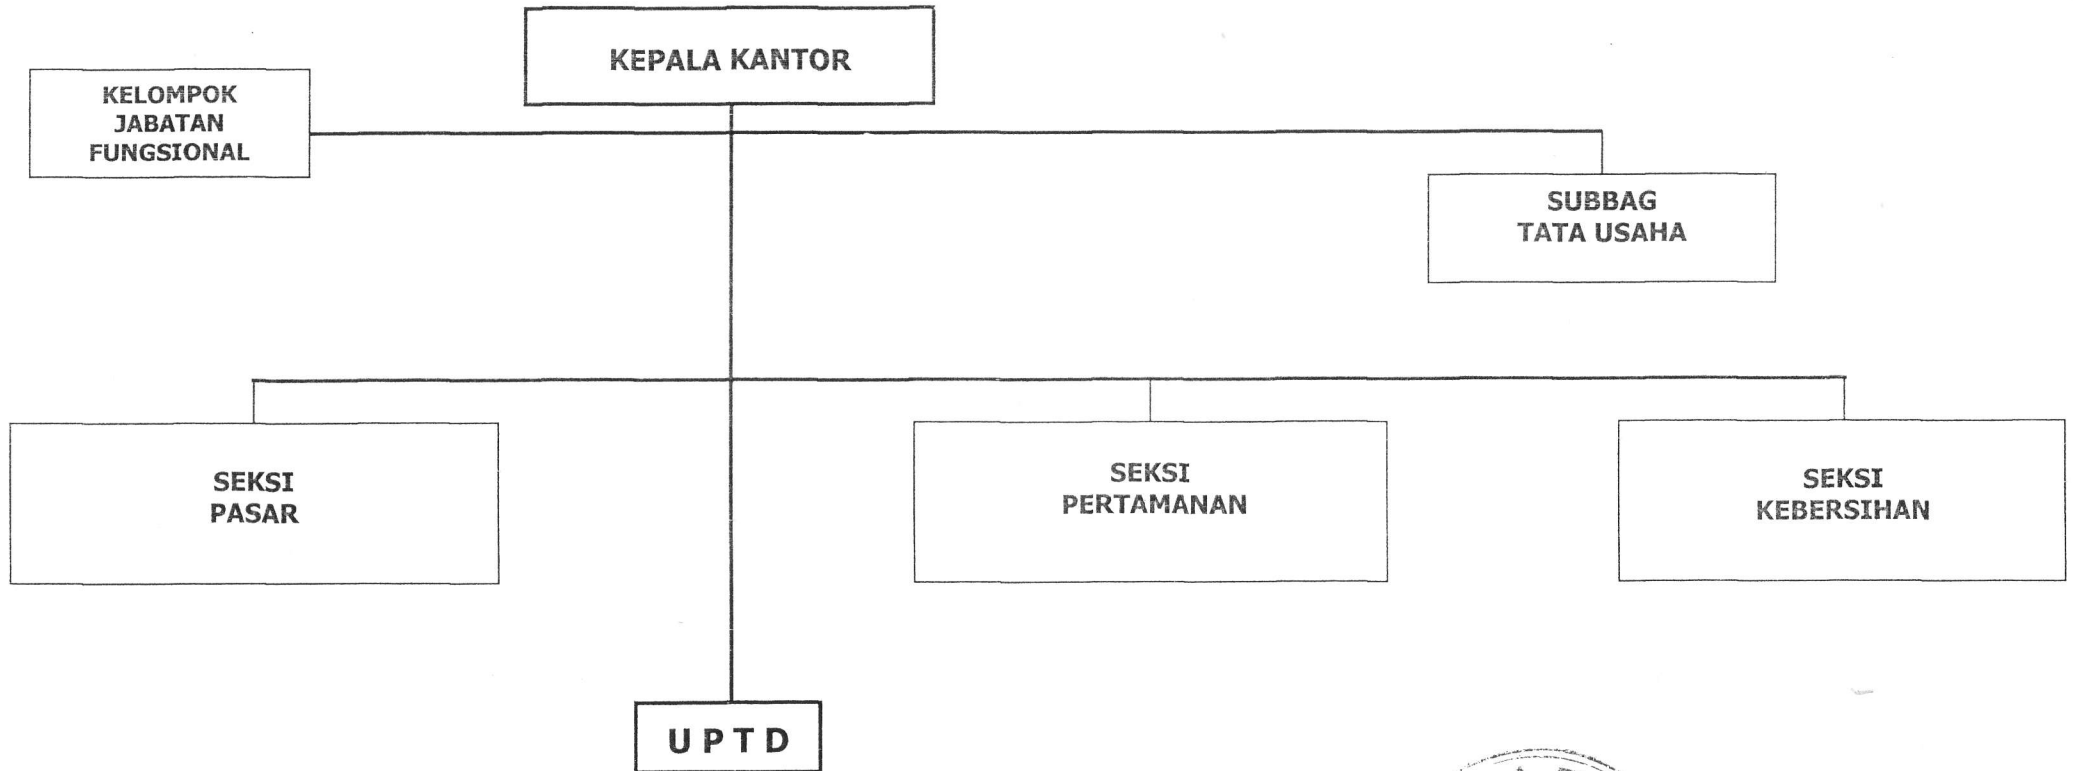 KEPALA KANTOR
KELOMPOK
JABATAN
FUNGSIONAL
SUBBAG
TATA USAHA
SEKSI
PASAR
SEKSI
PERTAMANAN
SEKSI
KEBERSIHAN
U P T D